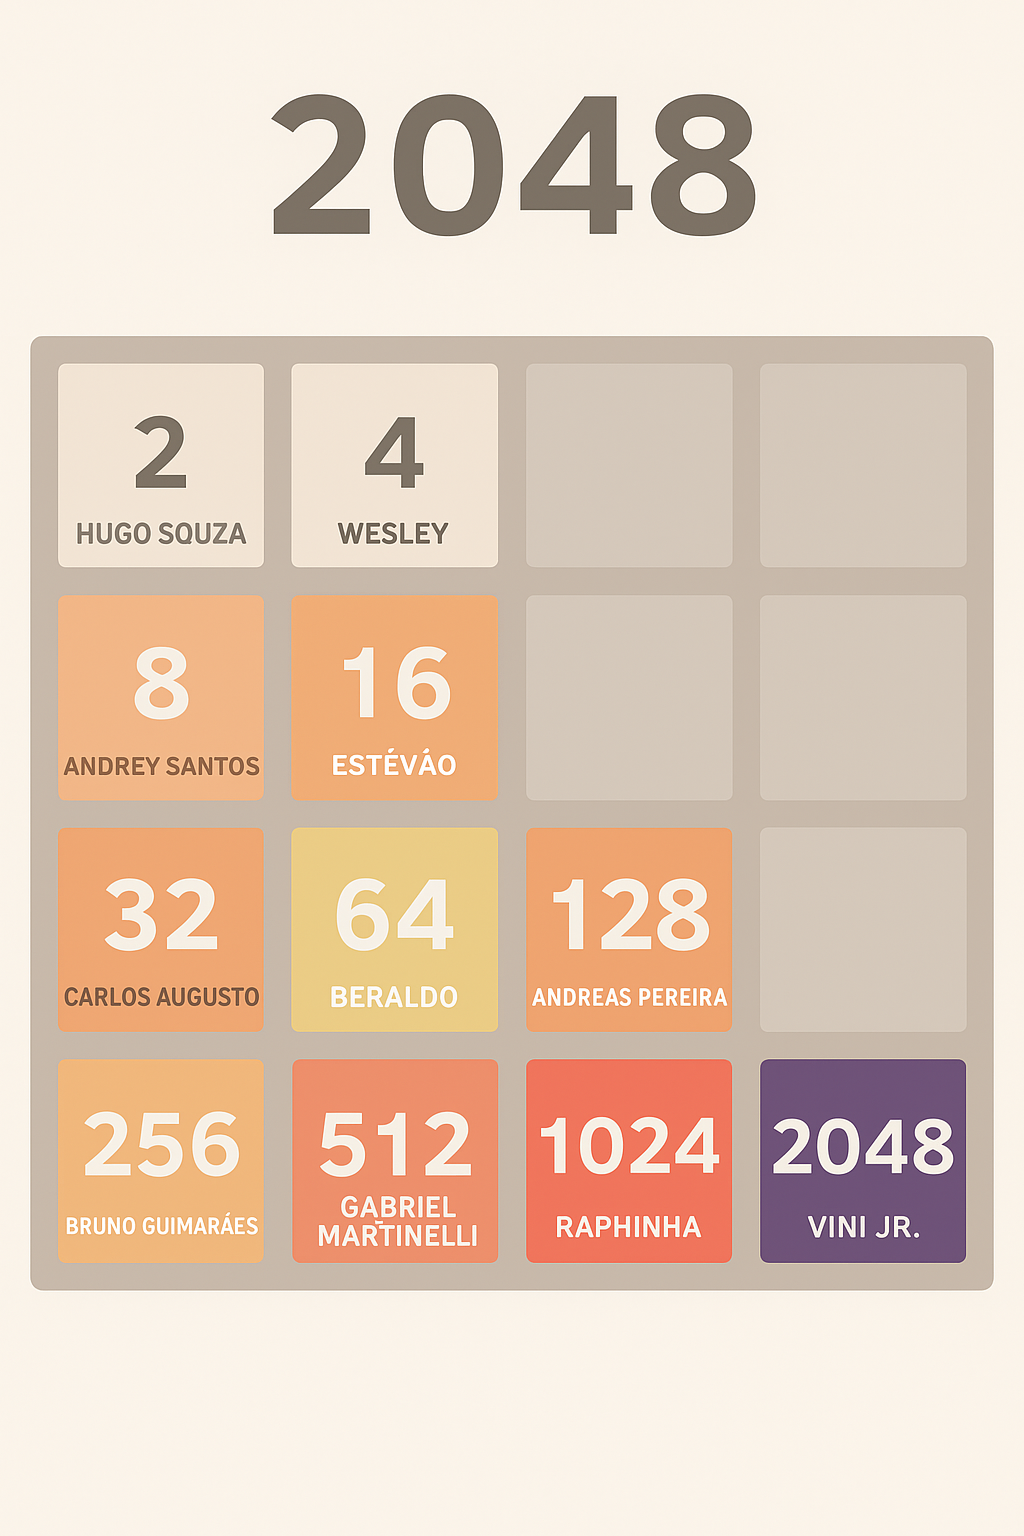 2048
2
HUGO SOUZA
4
WESLEY
8
ANDREY SANTOS
16
ESTÉVÁO
32
CARLOS AUGUSTO
64
BERALDO
128
ANDREAS PEREIRA
256
BRUNO GUIMARÁES
512
GABRIEL
MARTINELLI
1024
RAPHINHA
2048
VINI JR.